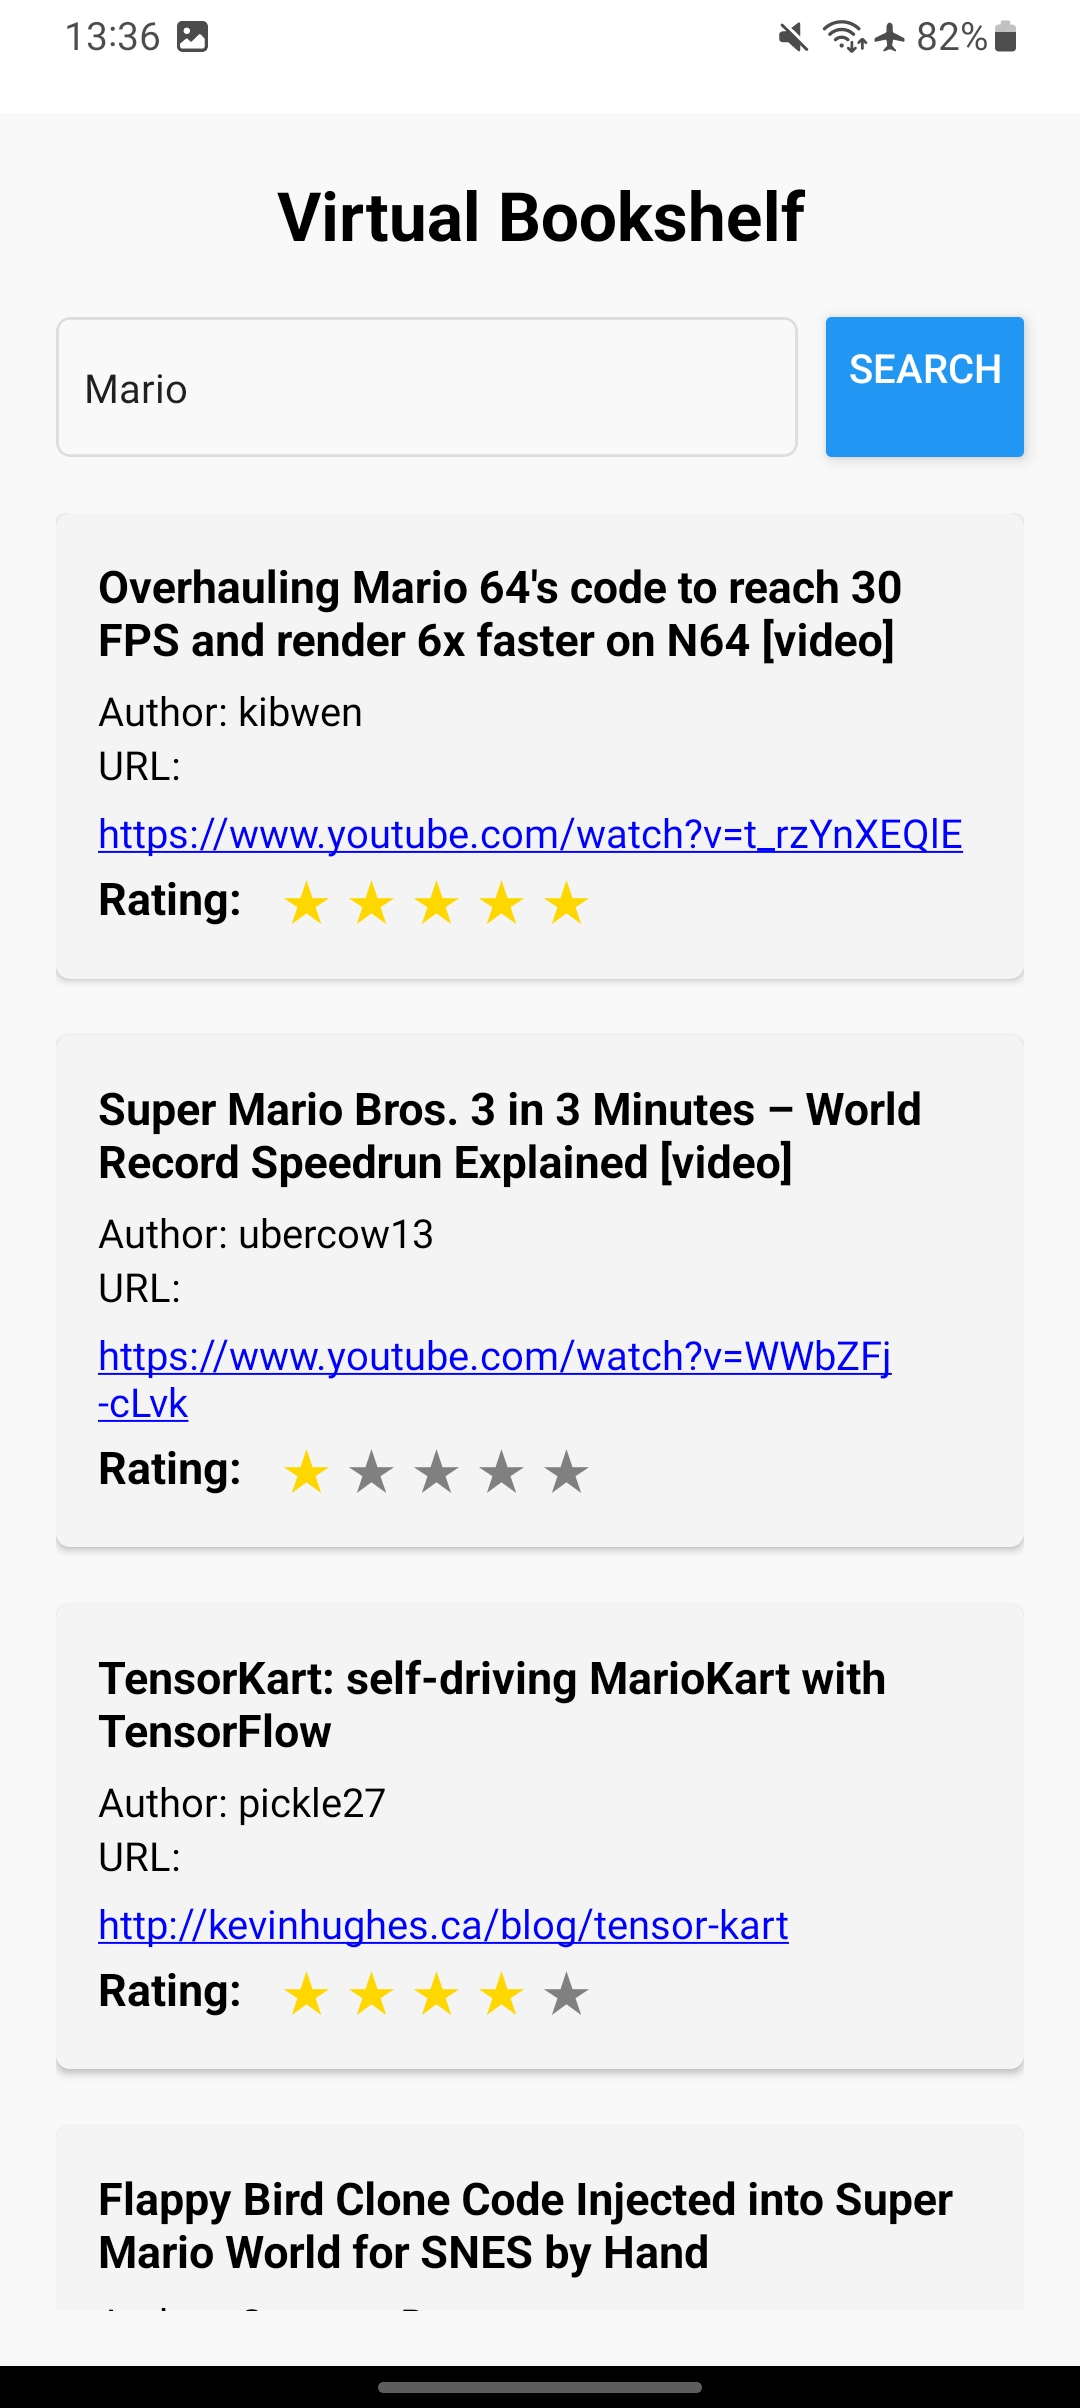 13:36
82%
Virtual Bookshelf
Mario
SEARCH
Overhauling Mario 64's code to reach 30
FPS and render 6x faster on N64 [video]
Author: kibwen
URL:
https://www.youtube.com/watch?v=t_rzYnXEQlE
Rating:
Super Mario Bros. 3 in 3 Minutes – World
Record Speedrun Explained [video]
Author: ubercow13
URL:
https://www.youtube.com/watch?v=WWbZFj
-cLvk
Rating:
TensorKart: self-driving MarioKart with
TensorFlow
Author: pickle27
URL:
http://kevinhughes.ca/blog/tensor-kart
Rating:
Flappy Bird Clone Code Injected into Super
Mario World for SNES by Hand